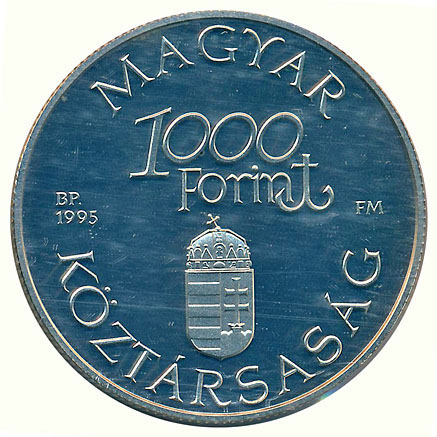 MAGYAR
1000
Forint
BP.
1995
FM
KÖZTÁRSASÁG